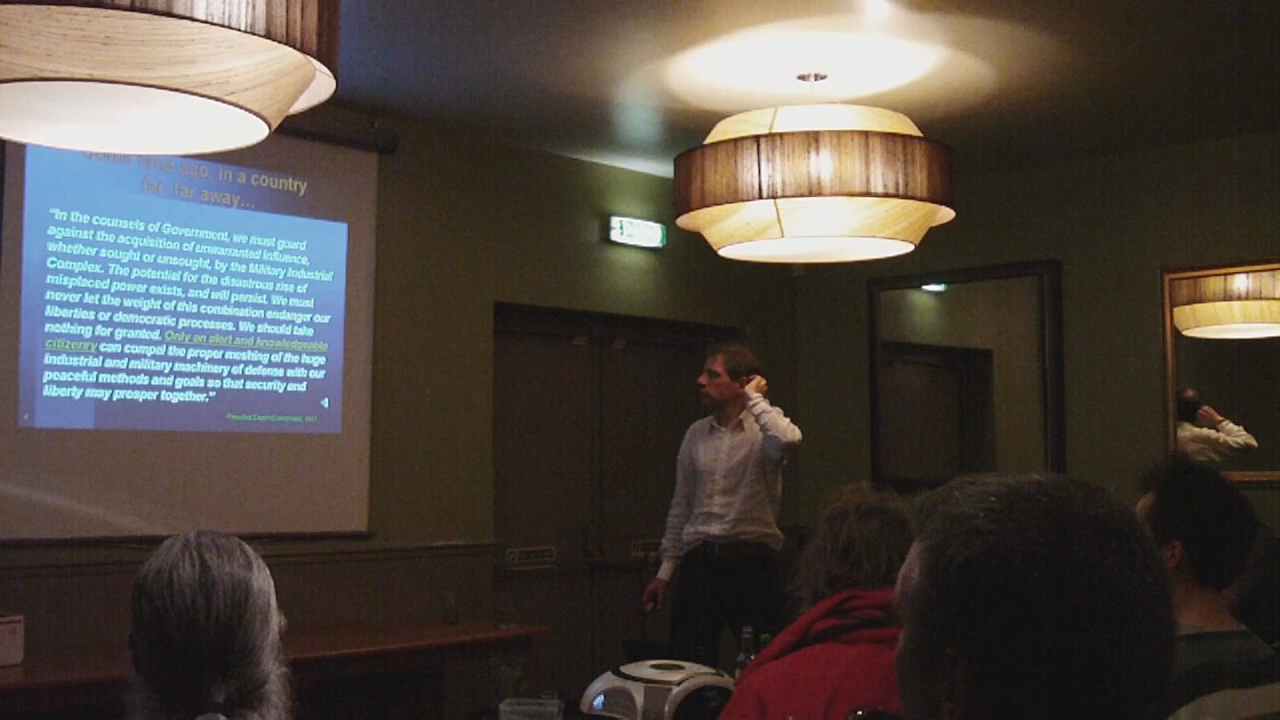 Some time ago, in a country
far, far away...
"In the counsels of Government, we must guard
against the acquisition of unwarranted influence,
whether sought or unsought, by the Military Industrial
Complex. The potential for the disastrous rise of
misplaced power exists, and will persist. We must
never let the weight of this combination endanger our
liberties or democratic processes. We should take
nothing for granted. Only an alert and knowledgeable
citizenry can compel the proper meshing of the huge
industrial and military machinery of defense with our
peaceful methods and goals so that security and
liberty may prosper together."